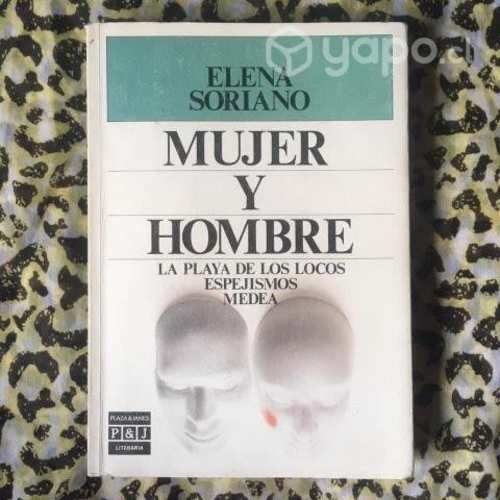 yapo.cl
ELENA
SORIANO
MUJER
Y
HOMBRE
LA PLAYA DE LOS LOCOS
ESPEJISMOS
MEDEA
PLAZA & JANES
P & J
LITERARIA